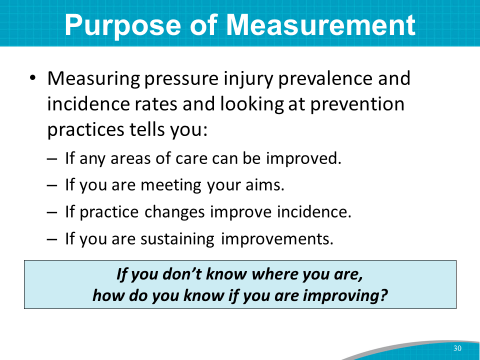 Purpose of Measurement
• Measuring pressure injury prevalence and
incidence rates and looking at prevention
practices tells you:
– If any areas of care can be improved.
– If you are meeting your aims.
– If practice changes improve incidence.
– If you are sustaining improvements.
If you don’t know where you are,
how do you know if you are improving?
30